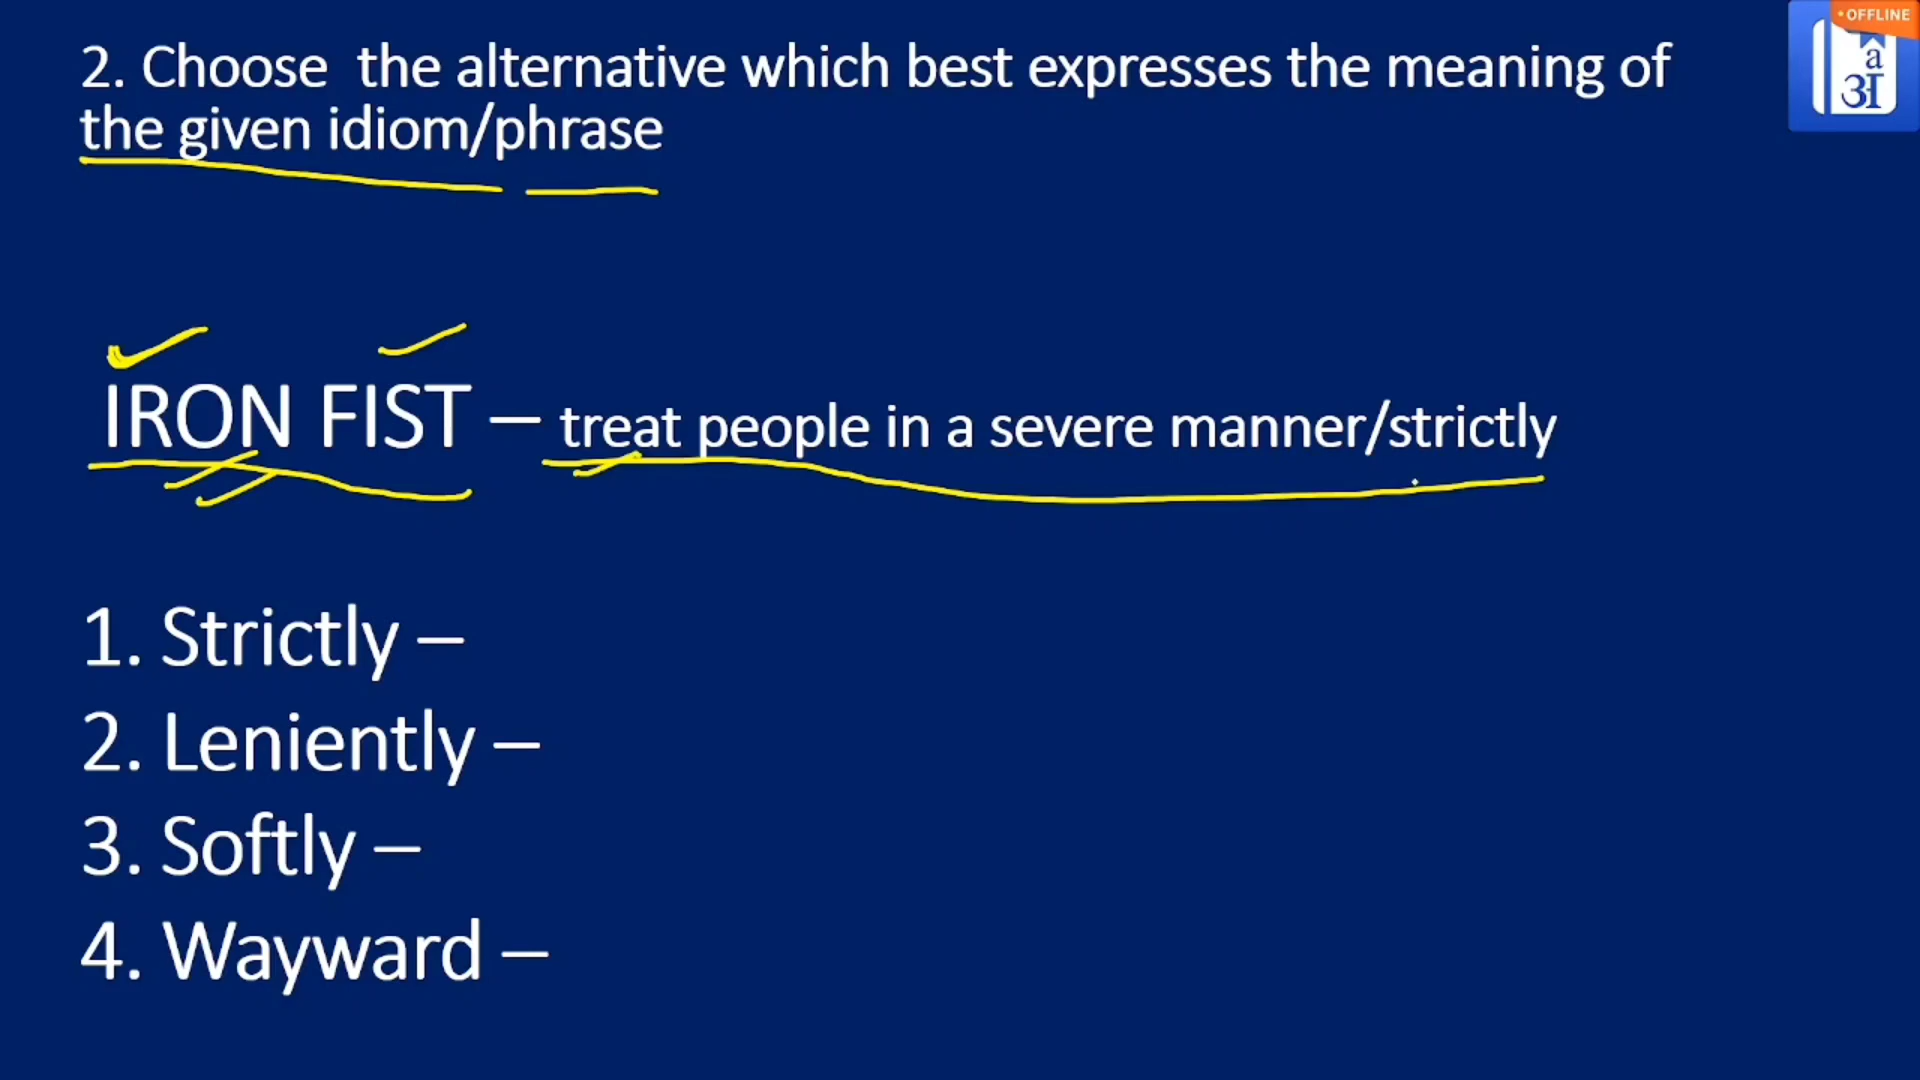 2. Choose the alternative which best expresses the meaning of
the given idiom/phrase
• OFFLINE
a
अ
IRON FIST – treat people in a severe manner/strictly
1. Strictly –
2. Leniently –
3. Softly –
4. Wayward –